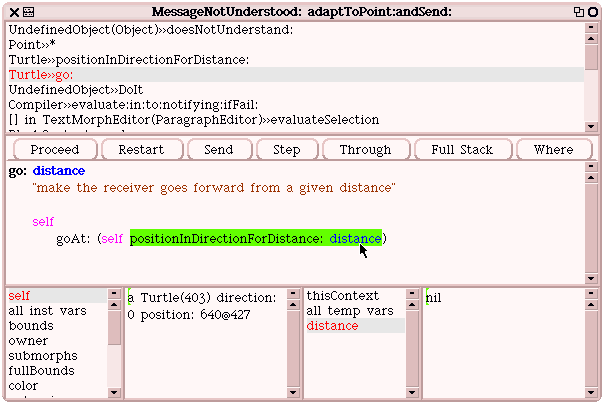 MessageNotUnderstood: adaptToPoint:andSend:
UndefinedObject(Object)»doesNotUnderstand:
Point»*
Turtle»positionInDirectionForDistance:
Turtle»go:
UndefinedObject»DoIt
Compiler»evaluate:in:to:notifying:ifFail:
[] in TextMorphEditor(ParagraphEditor)»evaluateSelection
Proceed Restart Send Step Through Full Stack Where
go: distance
"make the receiver goes forward from a given distance"
self
goAt: (self positionInDirectionForDistance: distance)
self
all inst vars
bounds
owner
submorphs
fullBounds
color
a Turtle(403) direction:
0 position: 640@427
thisContext
all temp vars
distance
nil